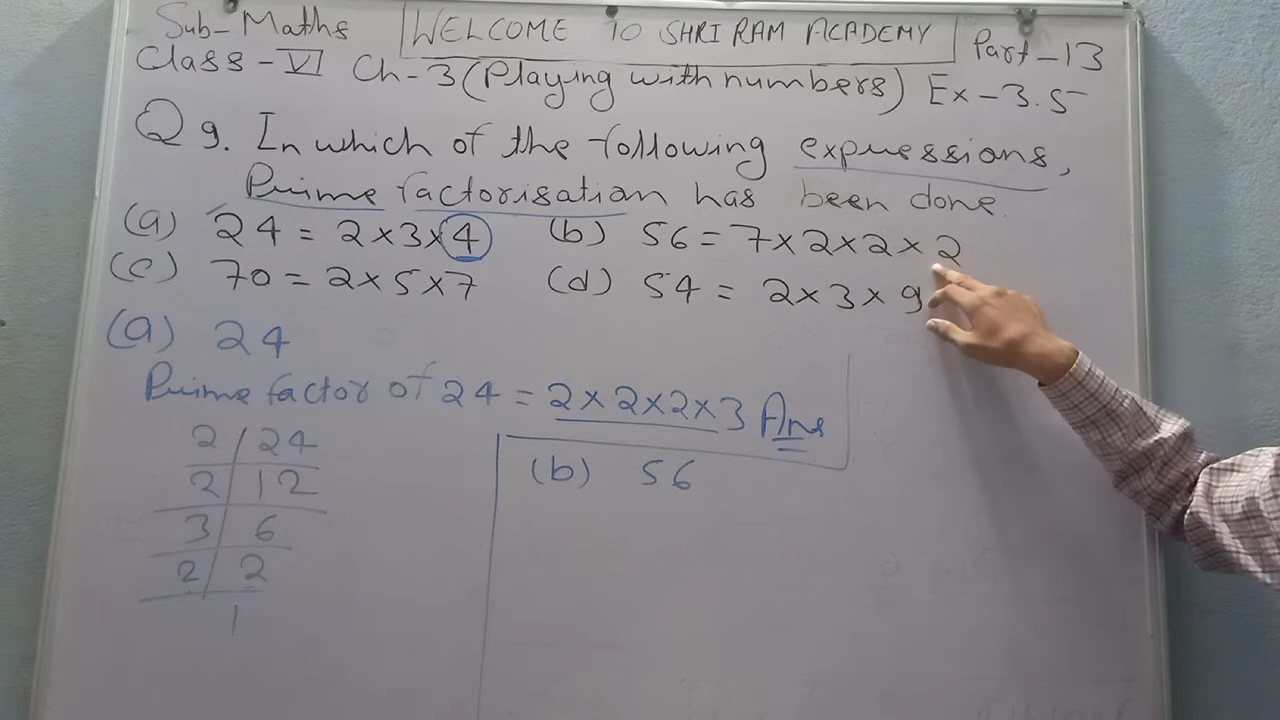 Sub- Maths WELCOME TO SHRI RAM ACADEMY Part-13
Class-VI Ch-3 (Playing with numbers) Ex-3.5
Q 9. In which of the following expressions,
Prime factorisation has been done.
(a) 24 = 2×3×4 (b) 56 = 7×2×2×2
(c) 70 = 2×5×7 (d) 54 = 2×3×9
(a) 24
Prime factor of 24 = 2×2×2×3 Ans
2 | 24
2 | 12
3 | 6
2 | 2
1
(b) 56